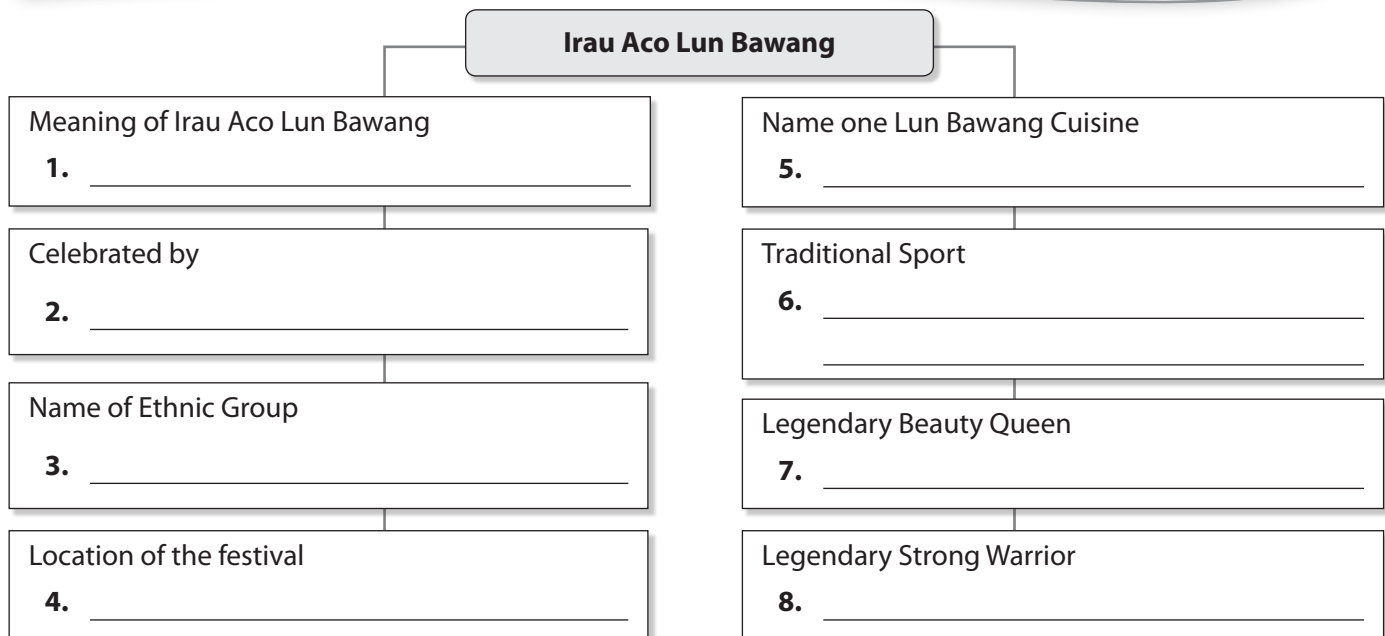 Irau Aco Lun Bawang
Meaning of Irau Aco Lun Bawang
1.
Celebrated by
2.
Name of Ethnic Group
3.
Location of the festival
4.
Name one Lun Bawang Cuisine
5.
Traditional Sport
6.
Legendary Beauty Queen
7.
Legendary Strong Warrior
8.